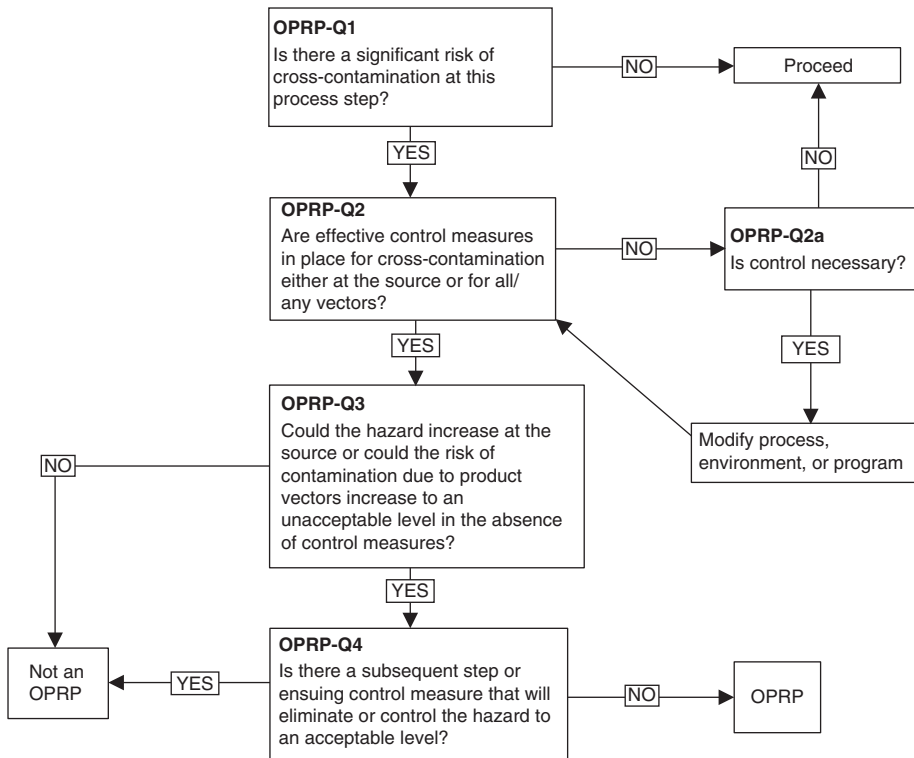 OPRP-Q1
Is there a significant risk of
cross-contamination at this
process step?
NO
Proceed
YES
NO
OPRP-Q2
Are effective control measures
in place for cross-contamination
either at the source or for all/
any vectors?
NO
OPRP-Q2a
Is control necessary?
YES
YES
OPRP-Q3
Could the hazard increase at the
source or could the risk of
contamination due to product
vectors increase to an
unacceptable level in the absence
of control measures?
Modify process,
environment, or program
NO
YES
OPRP-Q4
Is there a subsequent step or
ensuing control measure that will
eliminate or control the hazard to
an acceptable level?
Not an
OPRP
YES
NO
OPRP